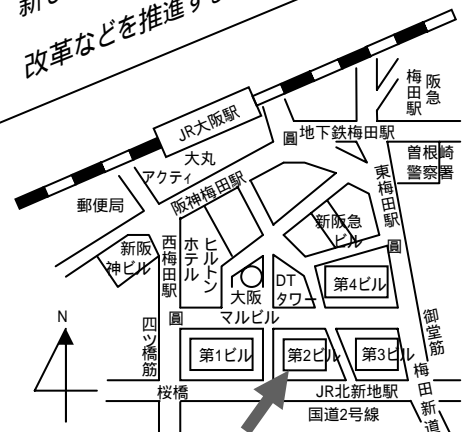 改革などを推進す
JR大阪駅
阪急
梅田駅
地下鉄梅田駅
圓
大丸
アクティ
曽根崎
警察署
阪神梅田駅
東梅田駅
郵便局
新阪急
ビル
圓
新阪
神ビル
西梅田駅
ヒルトン
ホテル
大阪
マルビル
DT
タワー
第4ビル
N
四ツ橋筋
圓
御堂筋
第1ビル
第2ビル
第3ビル
梅田新道
桜橋
JR北新地駅
国道2号線